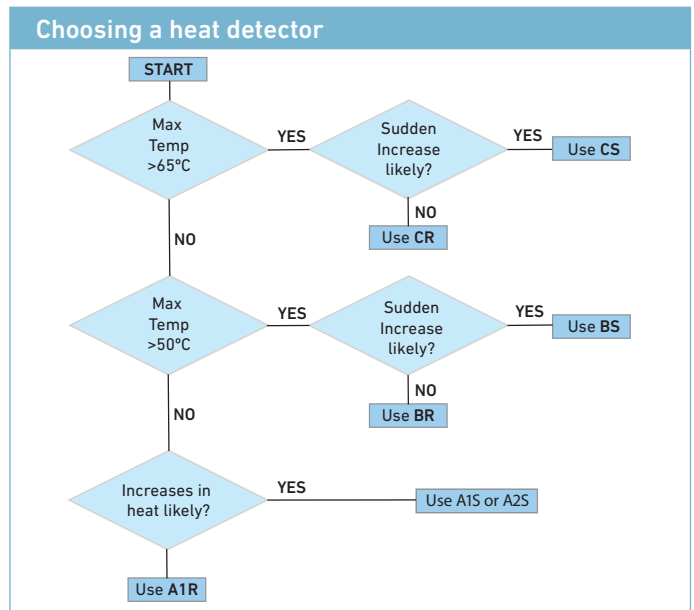 Choosing a heat detector
START
Max
Temp
>65ºC
YES
Sudden
Increase
likely?
YES
Use CS
NO
Use CR
NO
Max
Temp
>50ºC
YES
Sudden
Increase
likely?
YES
Use BS
NO
Use BR
NO
Increases in
heat likely?
YES
Use A1S or A2S
Use A1R